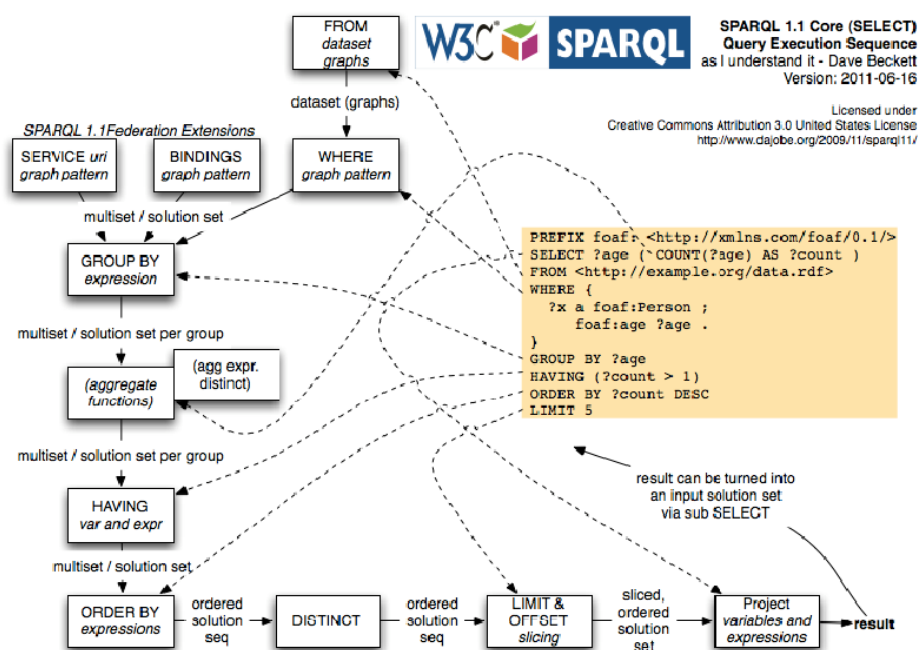 FROM
dataset
graphs
W3C
SPARQL
SPARQL 1.1 Core (SELECT)
Query Execution Sequence
as I understand it - Dave Beckett
Version: 2011-06-16
Licensed under
Creative Commons Attribution 3.0 United States License
http://www.dajobe.org/2009/11/sparql11/
dataset (graphs)
SPARQL 1.1Federation Extensions
SERVICE uri
graph pattern
BINDINGS
graph pattern
WHERE
graph pattern
multiset / solution set
GROUP BY
expression
PREFIX foaf: <http://xmlns.com/foaf/0.1/>
SELECT ?age ( COUNT(?age) AS ?count )
FROM <http://example.org/data.rdf>
WHERE {
?x a foaf:Person ;
foaf:age ?age .
}
GROUP BY ?age
HAVING (?count > 1)
ORDER BY ?count DESC
LIMIT 5
multiset / solution set per group
(aggregate
functions)
(agg expr.
distinct)
multiset / solution set per group
HAVING
var and expr
result can be turned into
an input solution set
via sub SELECT
multiset / solution set
ORDER BY
expressions
ordered
solution
seq
DISTINCT
ordered
solution
seq
LIMIT &
OFFSET
slicing
sliced,
ordered
solution
set
Project
variables and
expressions
result